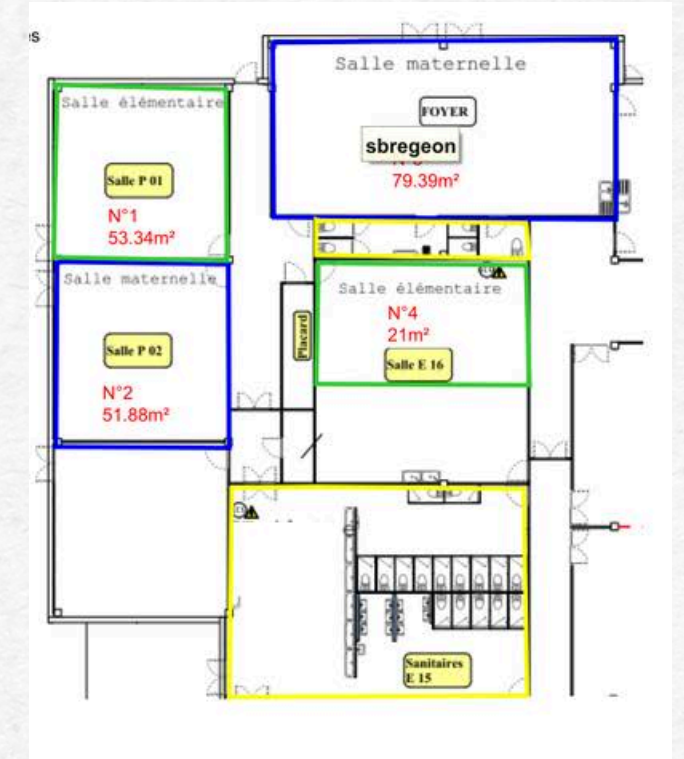 es
Salle maternelle
Salle élémentaire
FOYER
sbregeon
79.39m²
Salle P 01
N°1
53.34m²
Salle maternelle
Salle élémentaire
N°4
21m²
Placard
Salle P 02
Salle E 16
N°2
51.88m²
Sanitaires
E 15